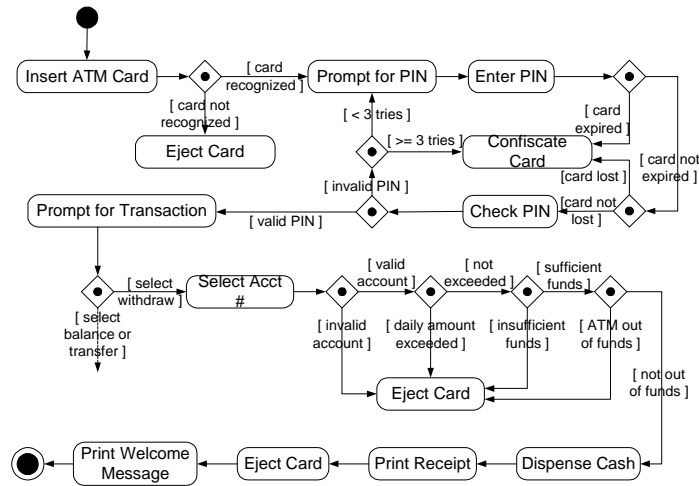 Insert ATM Card
[ card
recognized ]
Prompt for PIN
Enter PIN
[ card not
recognized ]
[ < 3 tries ]
[ card
expired ]
Eject Card
[ >= 3 tries ]
Confiscate
Card
[ card not
expired ]
[card lost ]
[ invalid PIN ]
Prompt for Transaction
[ valid PIN ]
Check PIN
[card not
lost ]
[ select
withdraw ]
Select Acct
#
[ valid
account ]
[ not
exceeded ]
[ sufficient
funds ]
[ select
balance or
transfer ]
[ invalid
account ]
[ daily amount
exceeded ]
[ insufficient
funds ]
[ ATM out
of funds ]
Eject Card
[ not out
of funds ]
Print Welcome
Message
Eject Card
Print Receipt
Dispense Cash